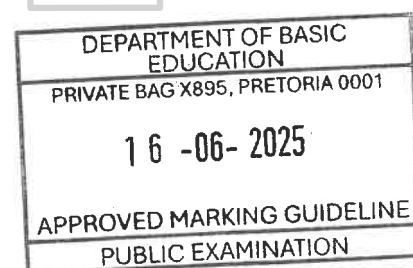 DEPARTMENT OF BASIC
EDUCATION
PRIVATE BAG X895, PRETORIA 0001
16 -06- 2025
APPROVED MARKING GUIDELINE
PUBLIC EXAMINATION